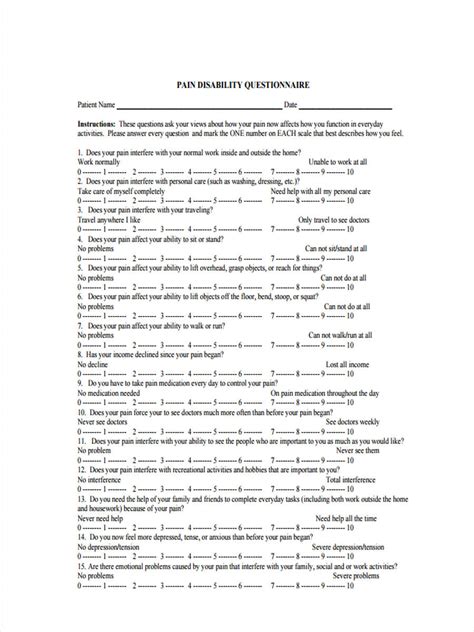 PAIN DISABILITY QUESTIONNAIRE
Patient Name Date
Instructions: These questions ask your views about how your pain now affects how you function in everyday
activities. Please answer every question and mark the ONE number on EACH scale that best describes how you feel.
1. Does your pain interfere with your normal work inside and outside the home?
Work normally Unable to work at all
0 -------- 1 -------- 2 -------- 3 -------- 4 -------- 5 -------- 6 -------- 7 -------- 8 -------- 9 -------- 10
2. Does your pain interfere with personal care (such as washing, dressing, etc.)?
Take care of myself completely Need help with all my personal care
0 -------- 1 -------- 2 -------- 3 -------- 4 -------- 5 -------- 6 -------- 7 -------- 8 -------- 9 -------- 10
3. Does your pain interfere with your traveling?
Travel anywhere I like Only travel to see doctors
0 -------- 1 -------- 2 -------- 3 -------- 4 -------- 5 -------- 6 -------- 7 -------- 8 -------- 9 -------- 10
4. Does your pain affect your ability to sit or stand?
No problems Can not sit/stand at all
0 -------- 1 -------- 2 -------- 3 -------- 4 -------- 5 -------- 6 -------- 7 -------- 8 -------- 9 -------- 10
5. Does your pain affect your ability to lift overhead, grasp objects, or reach for things?
No problems Can not do at all
0 -------- 1 -------- 2 -------- 3 -------- 4 -------- 5 -------- 6 -------- 7 -------- 8 -------- 9 -------- 10
6. Does your pain affect your ability to lift objects off the floor, bend, stoop, or squat?
No problems Can not do at all
0 -------- 1 -------- 2 -------- 3 -------- 4 -------- 5 -------- 6 -------- 7 -------- 8 -------- 9 -------- 10
7. Does your pain affect your ability to walk or run?
No problems Can not walk/run at all
0 -------- 1 -------- 2 -------- 3 -------- 4 -------- 5 -------- 6 -------- 7 -------- 8 -------- 9 -------- 10
8. Has your income declined since your pain began?
No decline Lost all income
0 -------- 1 -------- 2 -------- 3 -------- 4 -------- 5 -------- 6 -------- 7 -------- 8 -------- 9 -------- 10
9. Do you have to take pain medication every day to control your pain?
No medication needed On pain medication throughout the day
0 -------- 1 -------- 2 -------- 3 -------- 4 -------- 5 -------- 6 -------- 7 -------- 8 -------- 9 -------- 10
10. Does your pain force your to see doctors much more often than before your pain began?
Never see doctors See doctors weekly
0 -------- 1 -------- 2 -------- 3 -------- 4 -------- 5 -------- 6 -------- 7 -------- 8 -------- 9 -------- 10
11. Does your pain interfere with your ability to see the people who are important to you as much as you would like?
No problem Never see them
0 -------- 1 -------- 2 -------- 3 -------- 4 -------- 5 -------- 6 -------- 7 -------- 8 -------- 9 -------- 10
12. Does your pain interfere with recreational activities and hobbies that are important to you?
No interference Total interference
0 -------- 1 -------- 2 -------- 3 -------- 4 -------- 5 -------- 6 -------- 7 -------- 8 -------- 9 -------- 10
13. Do you need the help of your family and friends to complete everyday tasks (including both work outside the home
and housework) because of your pain?
Never need help Need help all the time
0 -------- 1 -------- 2 -------- 3 -------- 4 -------- 5 -------- 6 -------- 7 -------- 8 -------- 9 -------- 10
14. Do you now feel more depressed, tense, or anxious than before your pain began?
No depression/tension Severe depression/tension
0 -------- 1 -------- 2 -------- 3 -------- 4 -------- 5 -------- 6 -------- 7 -------- 8 -------- 9 -------- 10
15. Are there emotional problems caused by your pain that interfere with your family, social and or work activities?
No problems Severe problems
0 -------- 1 -------- 2 -------- 3 -------- 4 -------- 5 -------- 6 -------- 7 -------- 8 -------- 9 -------- 10